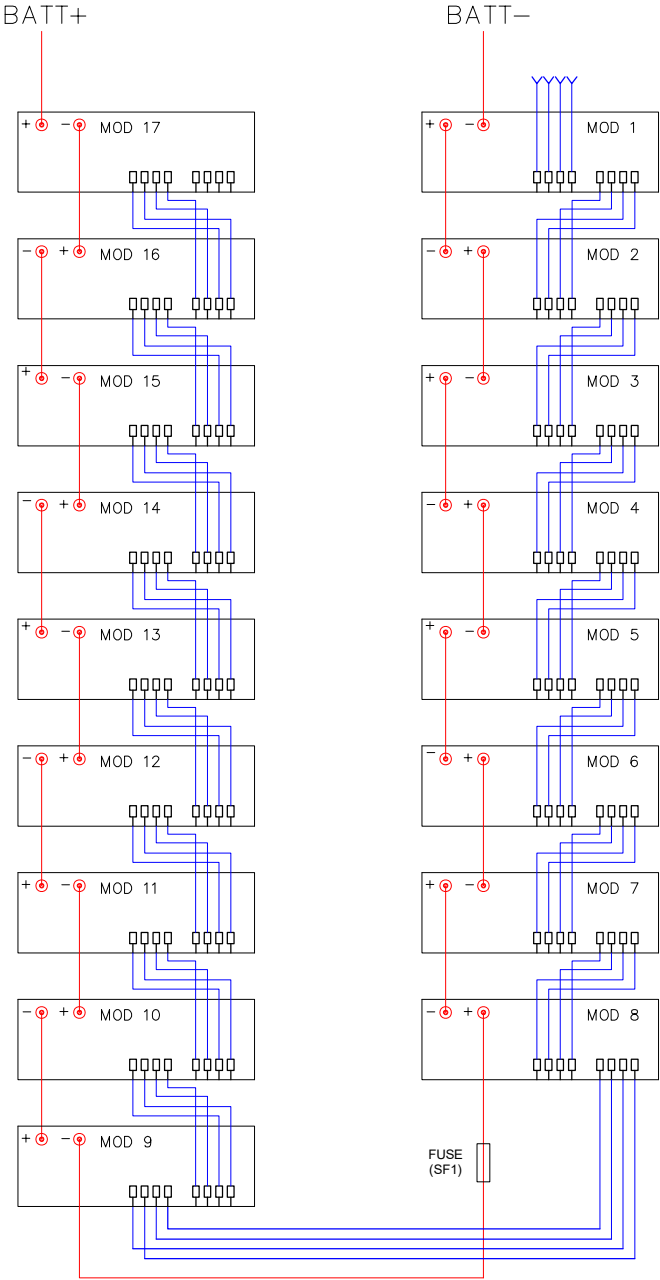 BATT+
BATT−
+ − MOD 17
+ − MOD 1
− + MOD 16
− + MOD 2
+ − MOD 15
+ − MOD 3
− + MOD 14
− + MOD 4
+ − MOD 13
+ − MOD 5
− + MOD 12
− + MOD 6
+ − MOD 11
+ − MOD 7
− + MOD 10
− + MOD 8
+ − MOD 9
FUSE
(SF1)